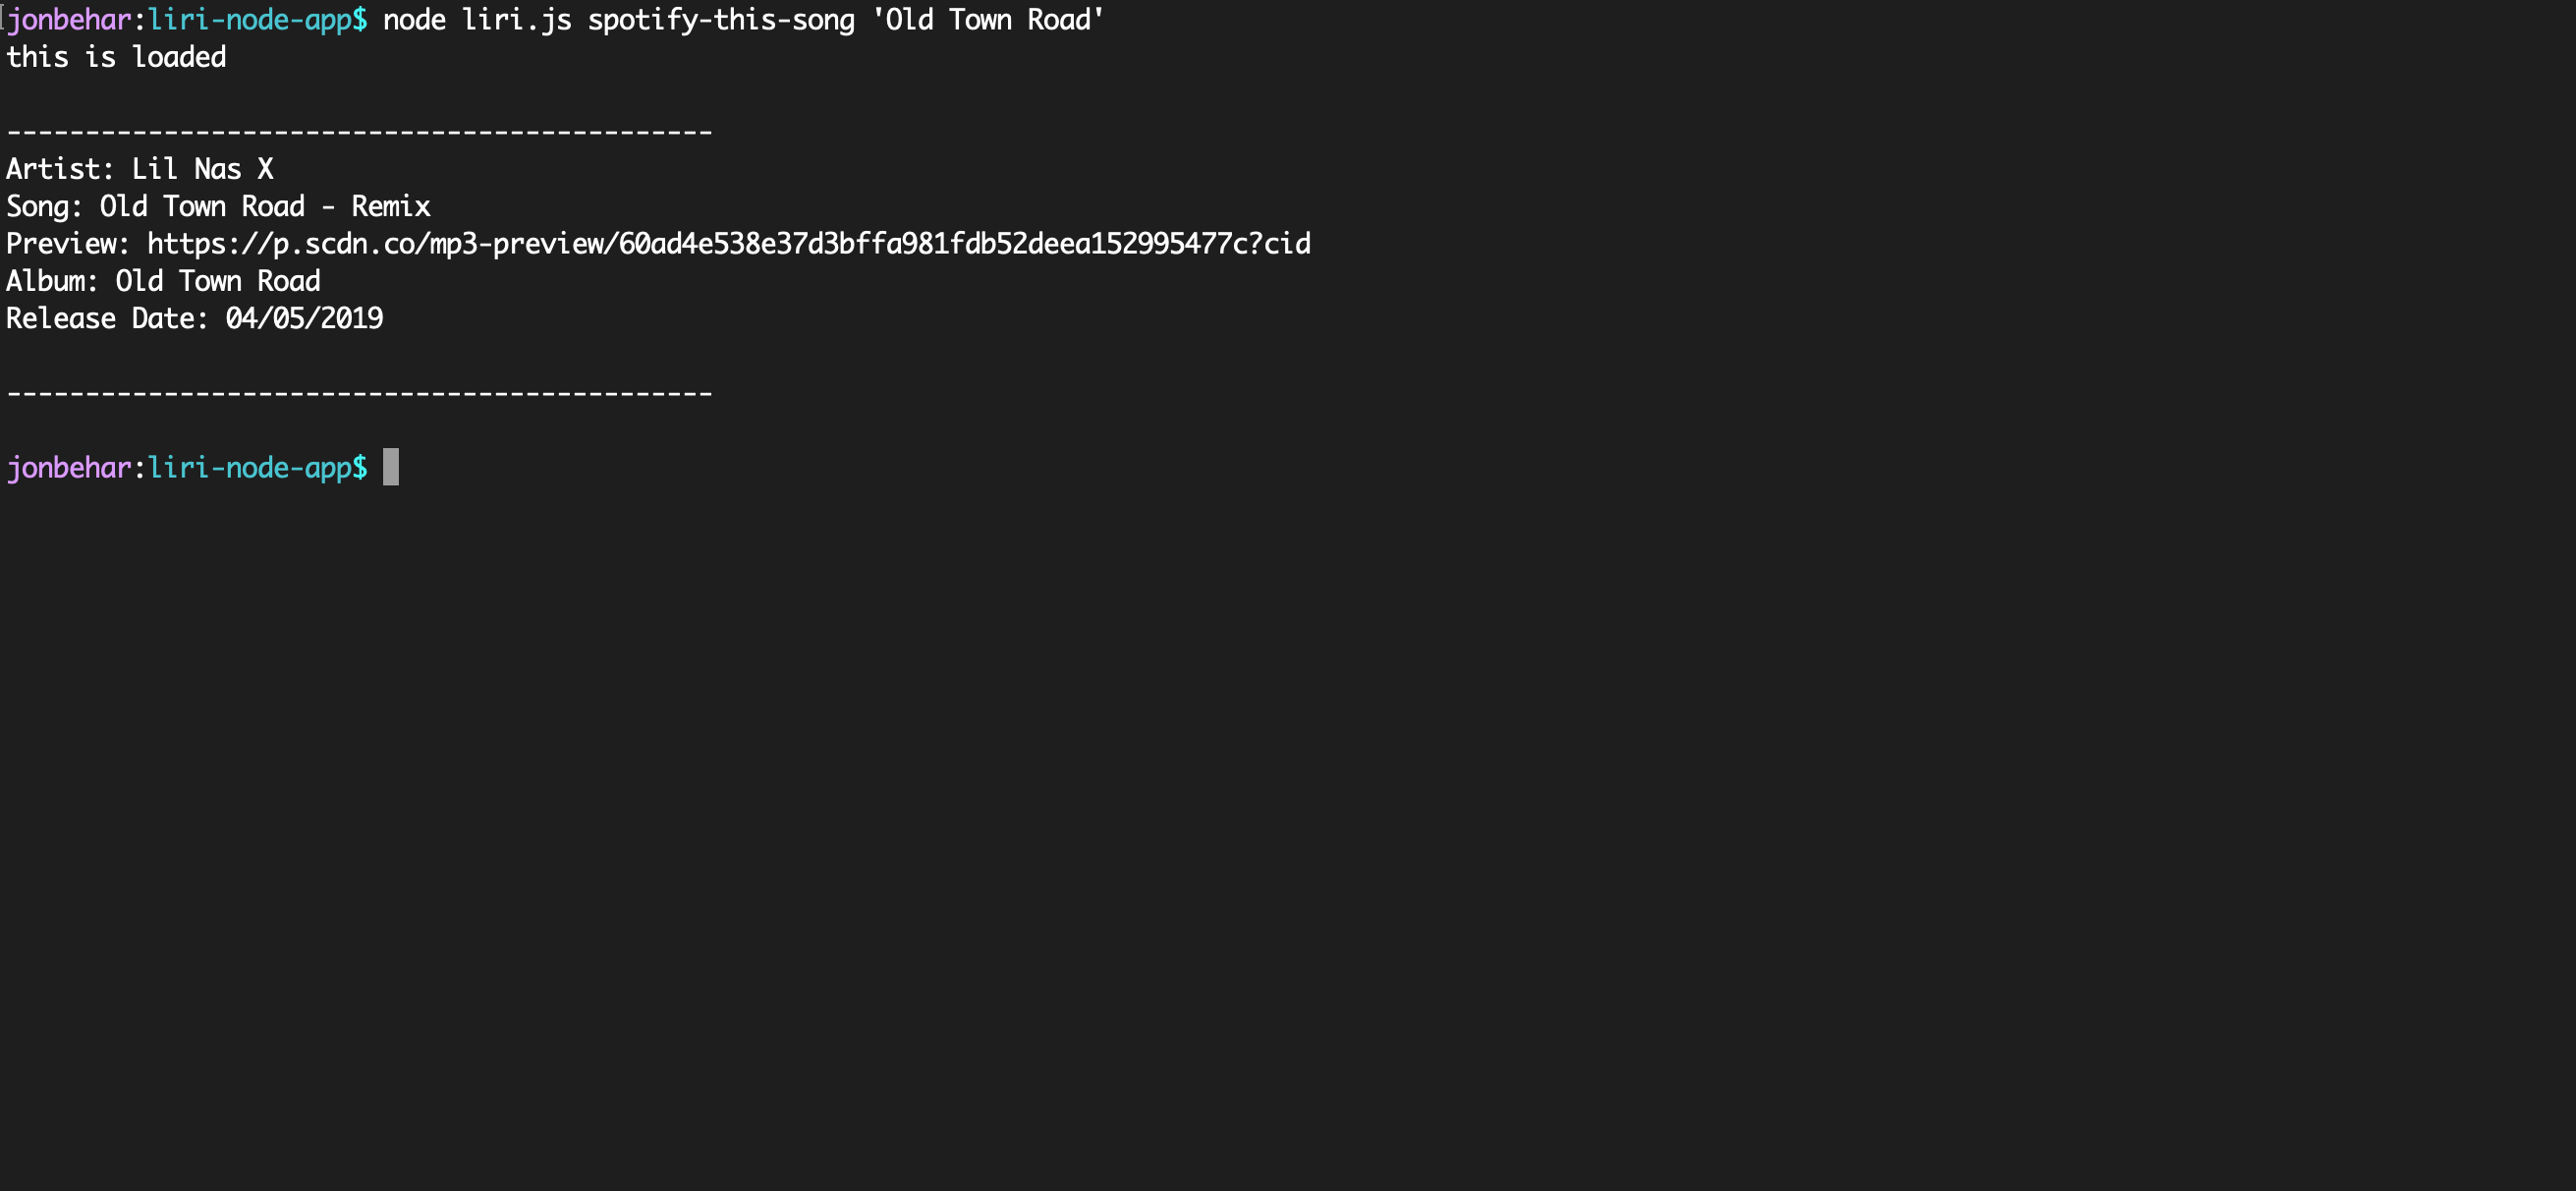 jonbehar:liri-node-app$ node liri.js spotify-this-song 'Old Town Road'
this is loaded
---------------------------------------------
Artist: Lil Nas X
Song: Old Town Road - Remix
Preview: https://p.scdn.co/mp3-preview/60ad4e538e37d3bffa981fdb52deea152995477c?cid
Album: Old Town Road
Release Date: 04/05/2019
---------------------------------------------
jonbehar:liri-node-app$